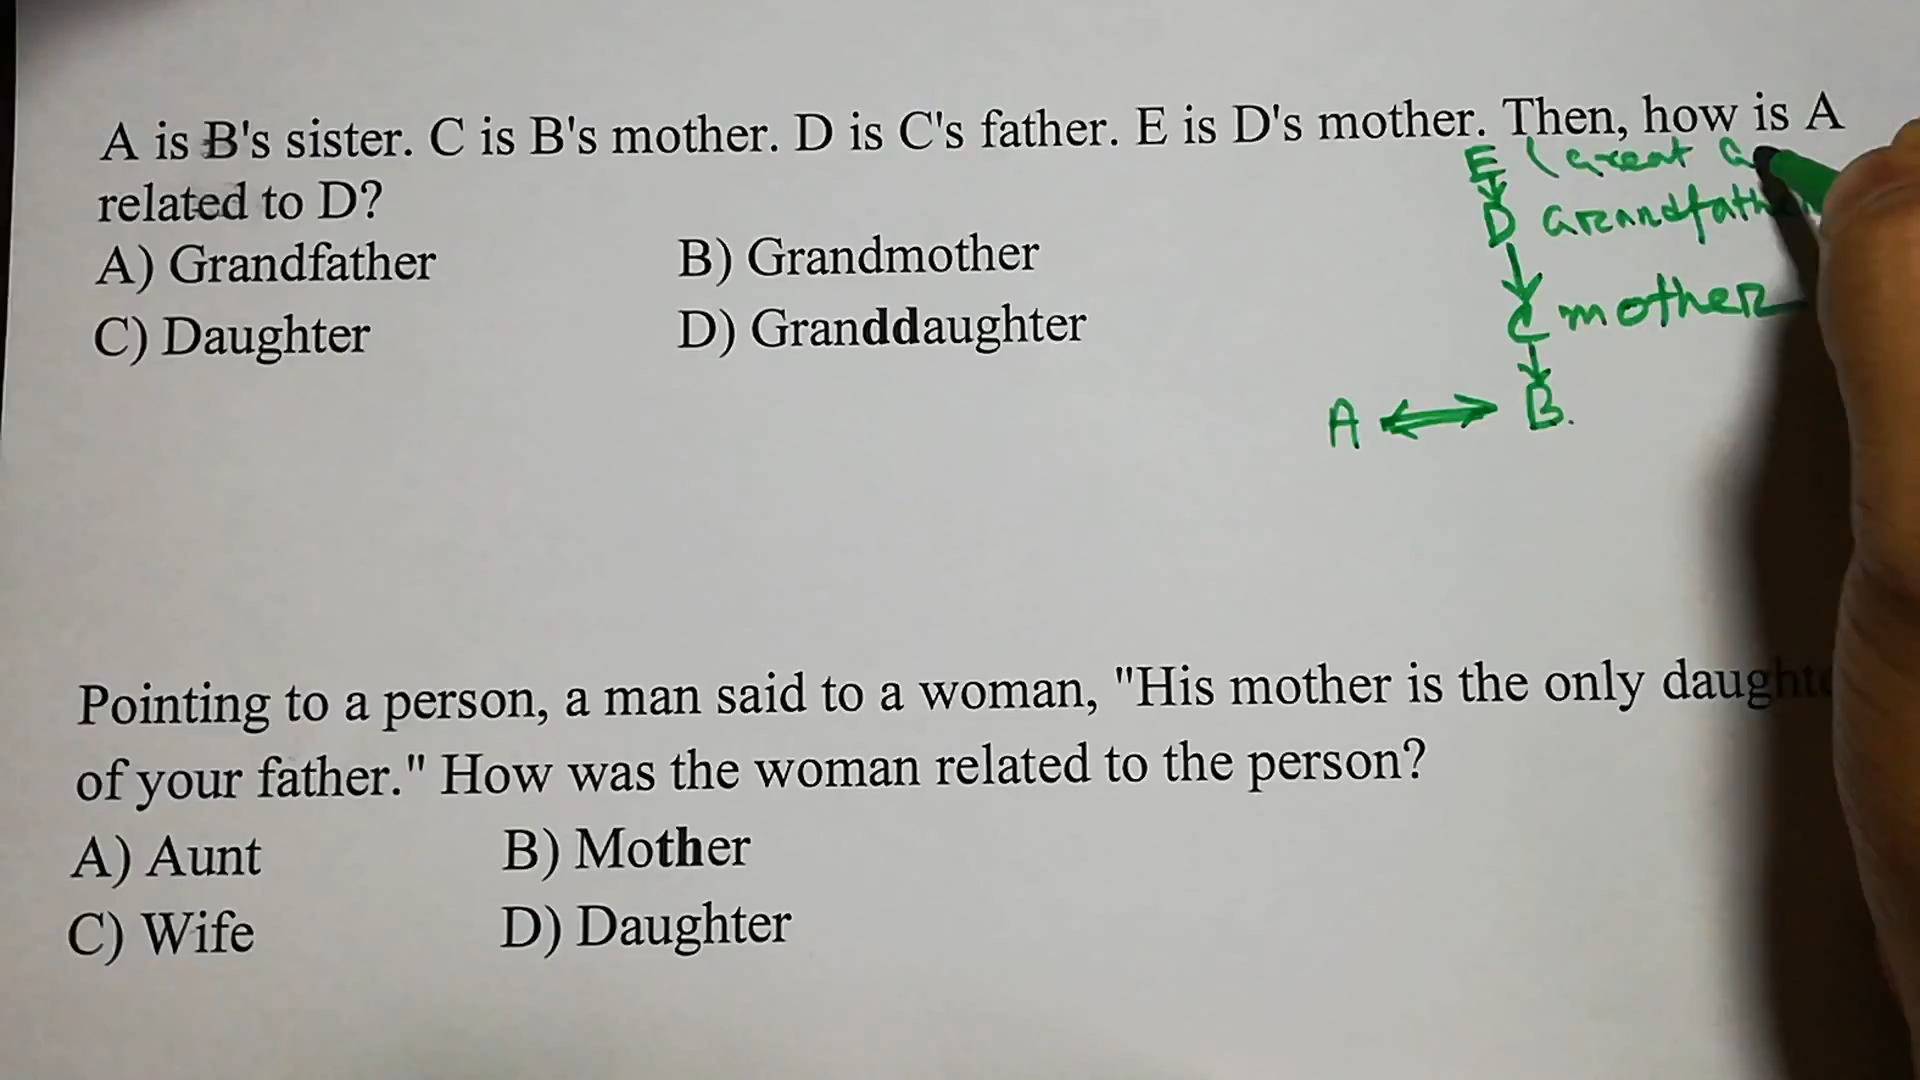 A is B's sister. C is B's mother. D is C's father. E is D's mother. Then, how is A
related to D?
A) Grandfather B) Grandmother
C) Daughter D) Granddaughter
E (Great G
D Grandfath
C mother
A B.
Pointing to a person, a man said to a woman, "His mother is the only
of your father." How was the woman related to the person?
A) Aunt B) Mother
C) Wife D) Daughter